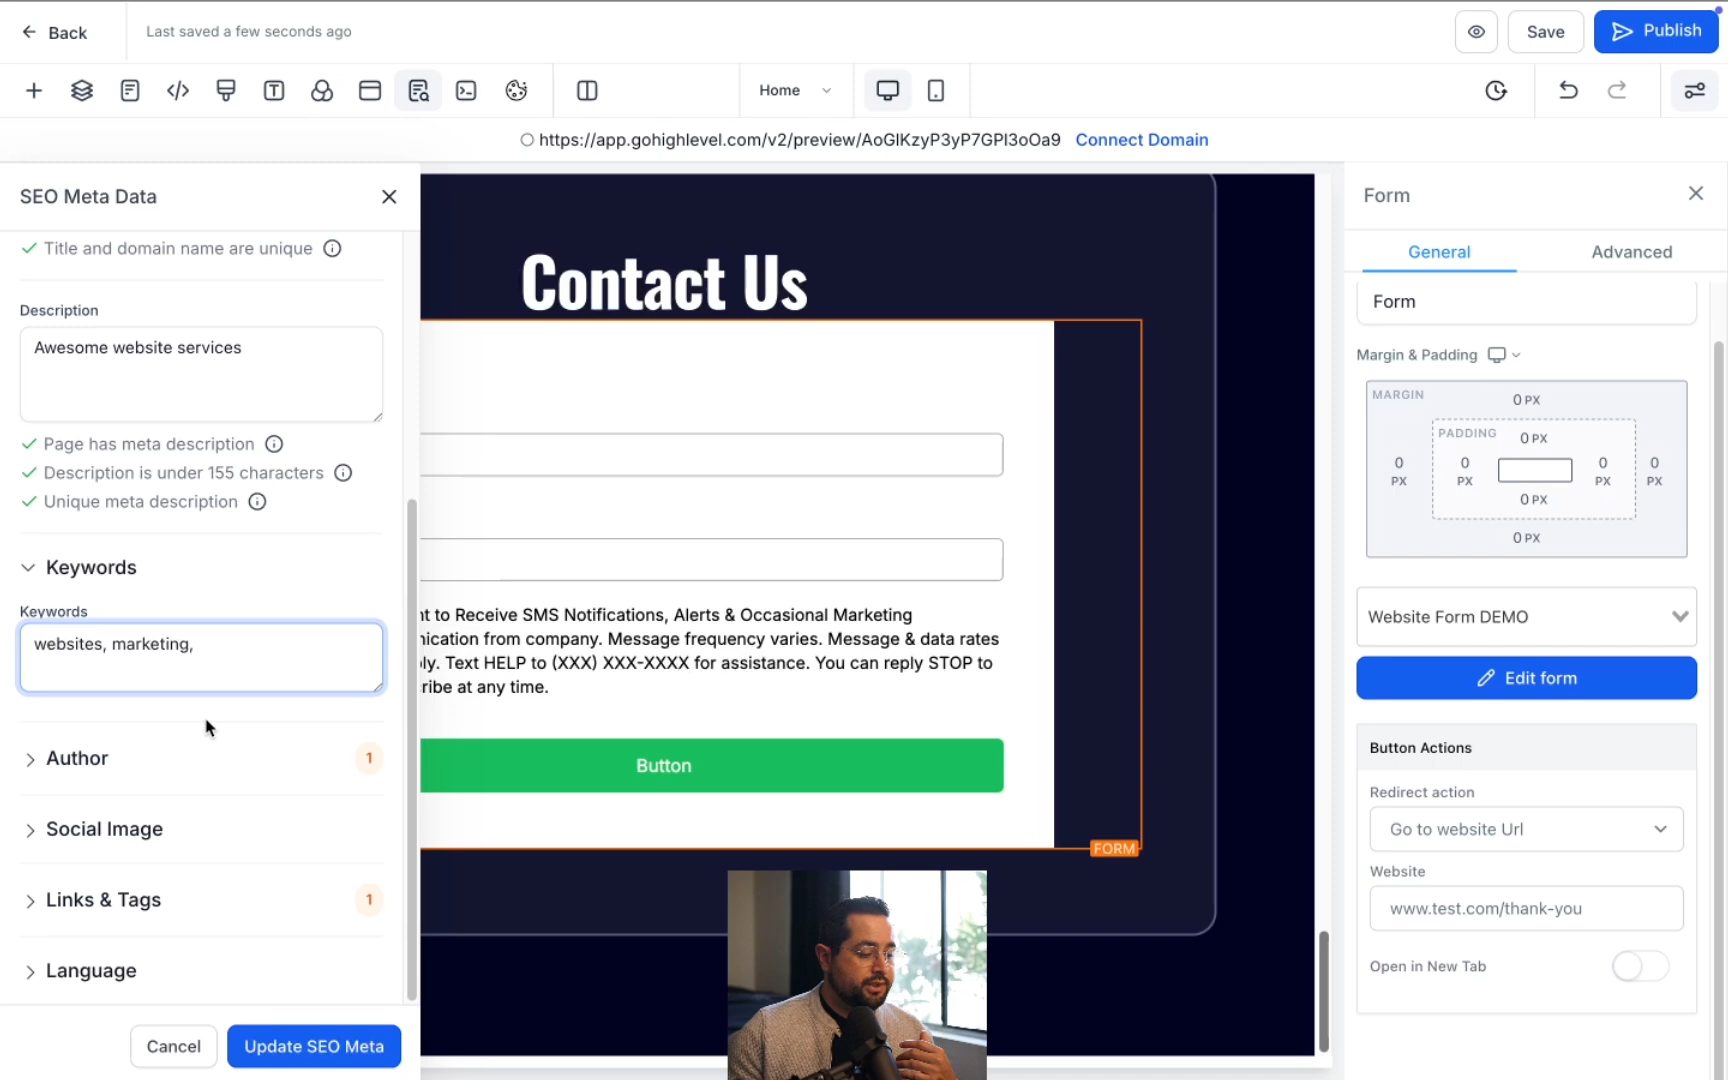 Back
Last saved a few seconds ago
Save
Publish
Home
https://app.gohighlevel.com/v2/preview/AoGlKzyP3yP7GPl3oOa9 Connect Domain
SEO Meta Data
Title and domain name are unique
Description
Awesome website services
Page has meta description
Description is under 155 characters
Unique meta description
Keywords
Keywords
websites, marketing,
Author 1
Social Image
Links & Tags 1
Language
Cancel
Update SEO Meta
Contact Us
nt to Receive SMS Notifications, Alerts & Occasional Marketing
nication from company. Message frequency varies. Message & data rates
ly. Text HELP to (XXX) XXX-XXXX for assistance. You can reply STOP to
ribe at any time.
Button
FORM
Form
General
Advanced
Form
Margin & Padding
MARGIN
0 PX
PADDING
0 PX
0 PX
0 PX
0 PX
0 PX
0 PX
0 PX
Website Form DEMO
Edit form
Button Actions
Redirect action
Go to website Url
Website
www.test.com/thank-you
Open in New Tab